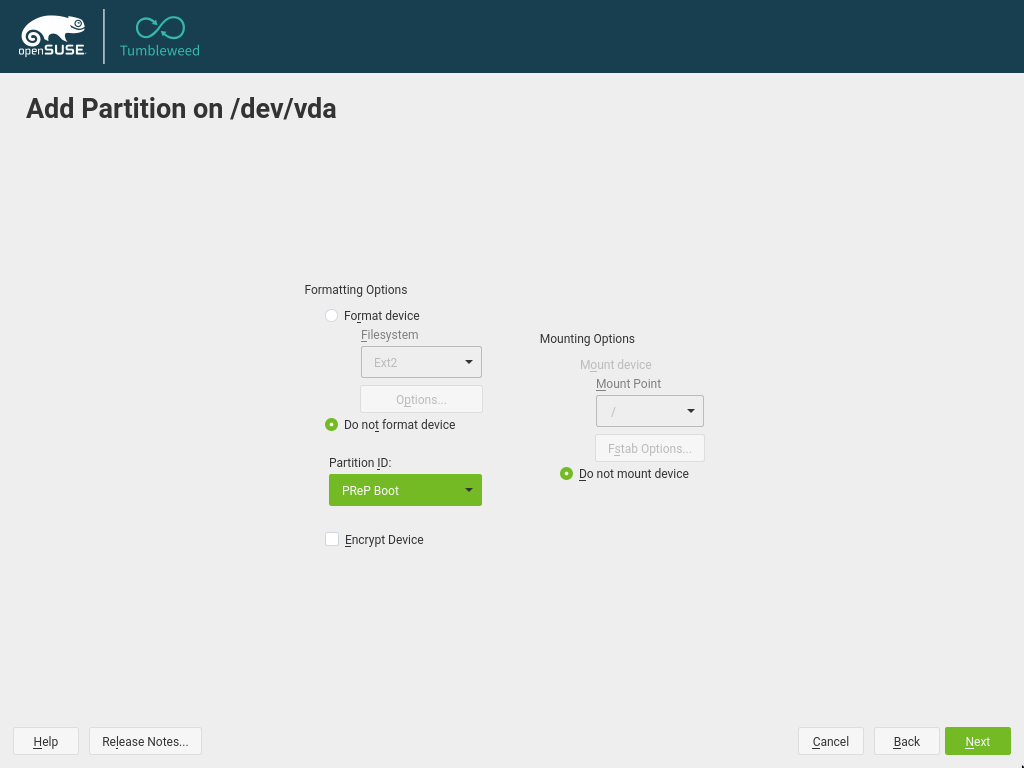 openSUSE
Tumbleweed
Add Partition on /dev/vda
Formatting Options
Format device
Filesystem
Ext2
Options...
Do not format device
Partition ID:
PReP Boot
Encrypt Device
Mounting Options
Mount device
Mount Point
/
Fstab Options...
Do not mount device
Help
Release Notes...
Cancel
Back
Next